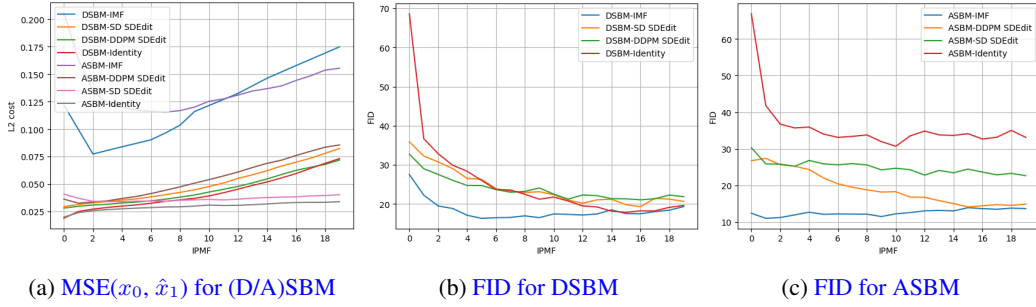 0.200
0.175
0.150
0.125
0.100
0.075
0.050
0.025
L2 cost
0 2 4 6 8 10 12 14 16 18
IPMF
DSBM-IMF
DSBM-SD SDEdit
DSBM-DDPM SDEdit
DSBM-Identity
ASBM-IMF
ASBM-DDPM SDEdit
ASBM-SD SDEdit
ASBM-Identity
(a) MSE(x₀, x̂₁) for (D/A)SBM
70
60
50
40
30
20
FID
0 2 4 6 8 10 12 14 16 18
IPMF
DSBM-IMF
DSBM-SD SDEdit
DSBM-DDPM SDEdit
DSBM-Identity
(b) FID for DSBM
70
60
50
40
30
20
10
FID
0 2 4 6 8 10 12 14 16 18
IPMF
ASBM-IMF
ASBM-DDPM SDEdit
ASBM-SD SDEdit
ASBM-Identity
(c) FID for ASBM